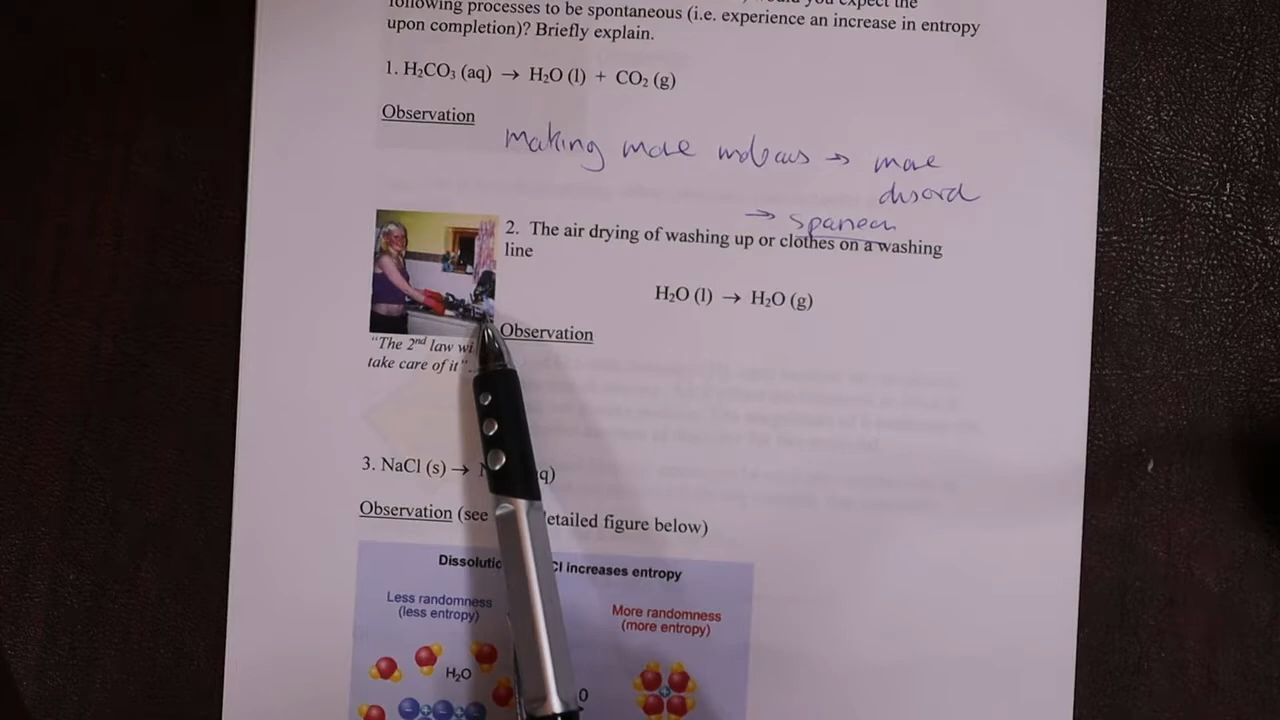 following processes to be spontaneous (i.e. experience an increase in entropy
upon completion)? Briefly explain.
1. H₂CO₃ (aq) → H₂O (l) + CO₂ (g)
Observation
making more → more
disord
→
2. The air drying of washing up or clothes on a washing
line
H₂O (l) → H₂O (g)
Observation
"The 2nd law wi
take care of it".
3. NaCl (s) → q)
Observation (see etailed figure below)
Dissolutio Cl increases entropy
Less randomness
(less entropy)
More randomness
(more entropy)
H₂O